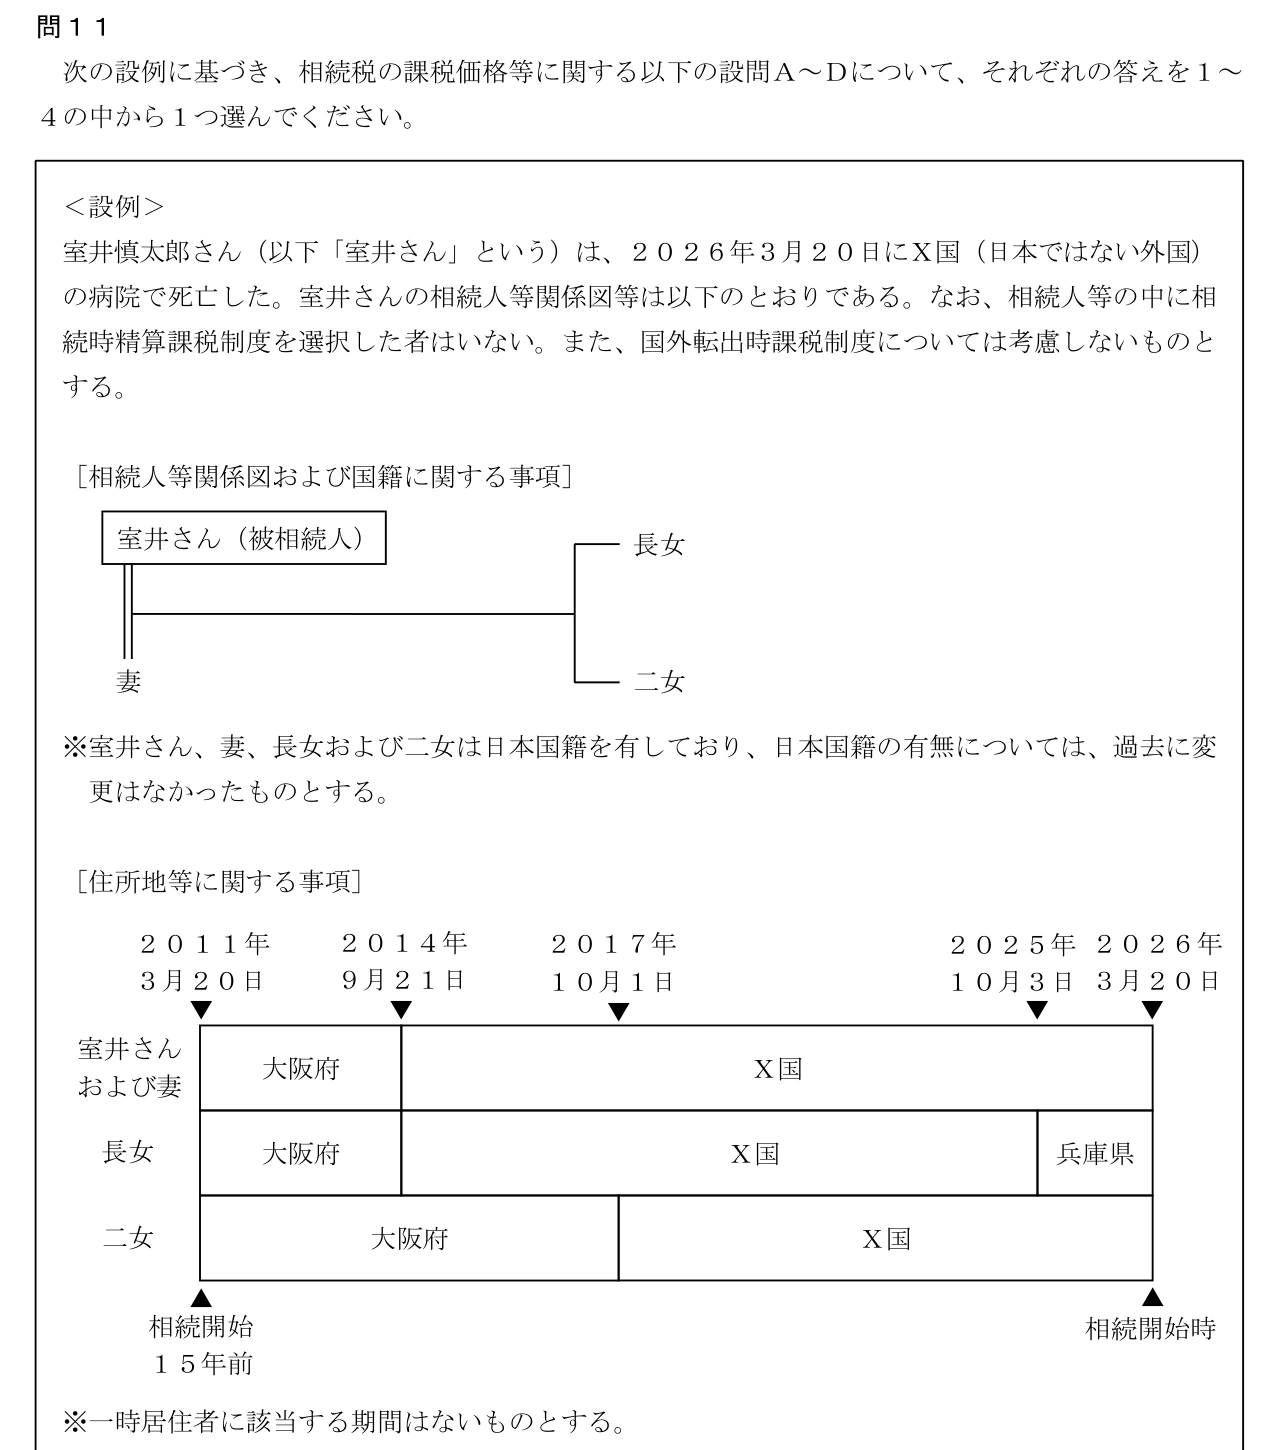 問１１
次の設例に基づき、相続税の課税価格等に関する以下の設問Ａ～Ｄについて、それぞれの答えを１～
４の中から１つ選んでください。
＜設例＞
室井慎太郎さん（以下「室井さん」という）は、２０２６年３月２０日にＸ国（日本ではない外国）
の病院で死亡した。室井さんの相続人等関係図等は以下のとおりである。なお、相続人等の中に相
続時精算課税制度を選択した者はいない。また、国外転出時課税制度については考慮しないものと
する。
［相続人等関係図および国籍に関する事項］
室井さん（被相続人）
長女
妻
二女
※室井さん、妻、長女および二女は日本国籍を有しており、日本国籍の有無については、過去に変
更はなかったものとする。
［住所地等に関する事項］
２０１１年 ２０１４年 ２０１７年 ２０２５年 ２０２６年
３月２０日 ９月２１日 １０月１日 １０月３日 ３月２０日
▼ ▼ ▼ ▼ ▼
室井さん
および妻
大阪府 Ｘ国
長女 大阪府 Ｘ国 兵庫県
二女 大阪府 Ｘ国
▲ ▲
相続開始 相続開始時
１５年前
※一時居住者に該当する期間はないものとする。